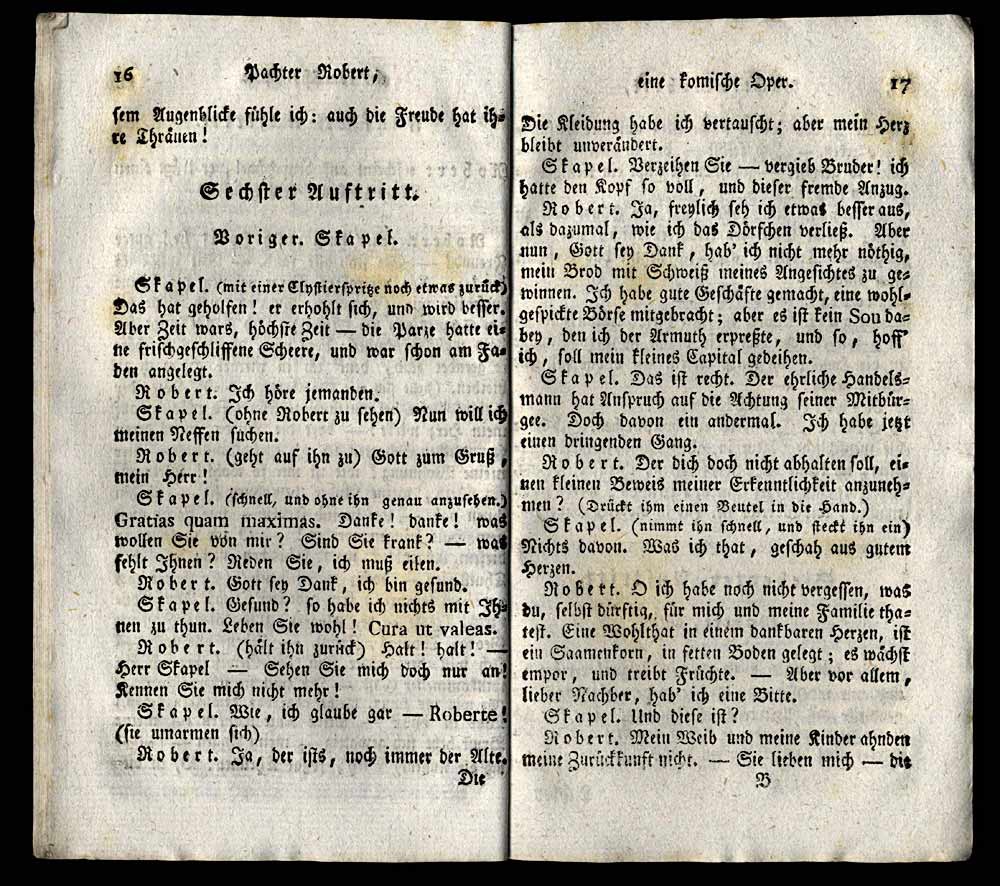 16 Pachter Robert,
sem Augenblicke fühle ich: auch die Freude hat ih-
re Thränen!
Sechster Auftritt.
Voriger. Skapel.
Skapel. (mit einer Clystierspritze noch etwas zurück)
Das hat geholfen! er erhohlt sich, und wird besser.
Aber Zeit wars, höchste Zeit — die Parze hatte ei-
ne frischgeschliffene Scheere, und war schon am Fa-
den angelegt.
Robert. Ich höre jemanden.
Skapel. (ohne Robert zu sehen) Nun will ich
meinen Neffen suchen.
Robert. (geht auf ihn zu) Gott zum Gruß,
mein Herr!
Skapel. (schnell, und ohne ihn genau anzusehen.)
Gratias quam maximas. Danke! danke! was
wollen Sie von mir? Sind Sie krank? — was
fehlt Ihnen? Reden Sie, ich muß eilen.
Robert. Gott sey Dank, ich bin gesund.
Skapel. Gesund? so habe ich nichts mit Ih-
nen zu thun. Leben Sie wohl! Cura ut valeas.
Robert. (hält ihn zurück) Halt! halt! —
Herr Skapel — Sehen Sie mich doch nur an!
Kennen Sie mich nicht mehr!
Skapel. Wie, ich glaube gar — Roberte!
(sie umarmen sich)
Robert. Ja, der ists, noch immer der Alte.
Die
eine komische Oper. 17
Die Kleidung habe ich vertauscht; aber mein Herz
bleibt unverändert.
Skapel. Verzeihen Sie — vergieb Bruder! ich
hatte den Kopf so voll, und dieser fremde Anzug.
Robert. Ja, freylich seh ich etwas besser aus,
als dazumal, wie ich das Dörfchen verließ. Aber
nun, Gott sey Dank, hab' ich nicht mehr nöthig,
mein Brod mit Schweiß meines Angesichtes zu ge-
winnen. Ich habe gute Geschäfte gemacht, eine wohl-
gespickte Börse mitgebracht; aber es ist kein Sou da-
bey, den ich der Armuth erpreßte, und so, hoff'
ich, soll mein kleines Capital gedeihen.
Skapel. Das ist recht. Der ehrliche Handels-
mann hat Anspruch auf die Achtung seiner Mitbür-
gee. Doch davon ein andermal. Ich habe jetzt
einen dringenden Gang.
Robert. Der dich doch nicht abhalten soll, ei-
nen kleinen Beweis meiner Erkenntlichkeit anzuneh-
men? (Drückt ihm einen Beutel in die Hand.)
Skapel. (nimmt ihn schnell, und steckt ihn ein)
Nichts davon. Was ich that, geschah aus gutem
Herzen.
Robert. O ich habe noch nicht vergessen, was
du, selbst dürftig, für mich und meine Familie tha-
test. Eine Wohlthat in einem dankbaren Herzen, ist
ein Saamenkorn, in fetten Boden gelegt; es wächst
empor, und treibt Früchte. — Aber vor allem,
lieber Nachber, hab' ich eine Bitte.
Skapel. Und diese ist?
Robert. Mein Weib und meine Kinder ahnden
meine Zurückkunft nicht. — Sie lieben mich — die
B